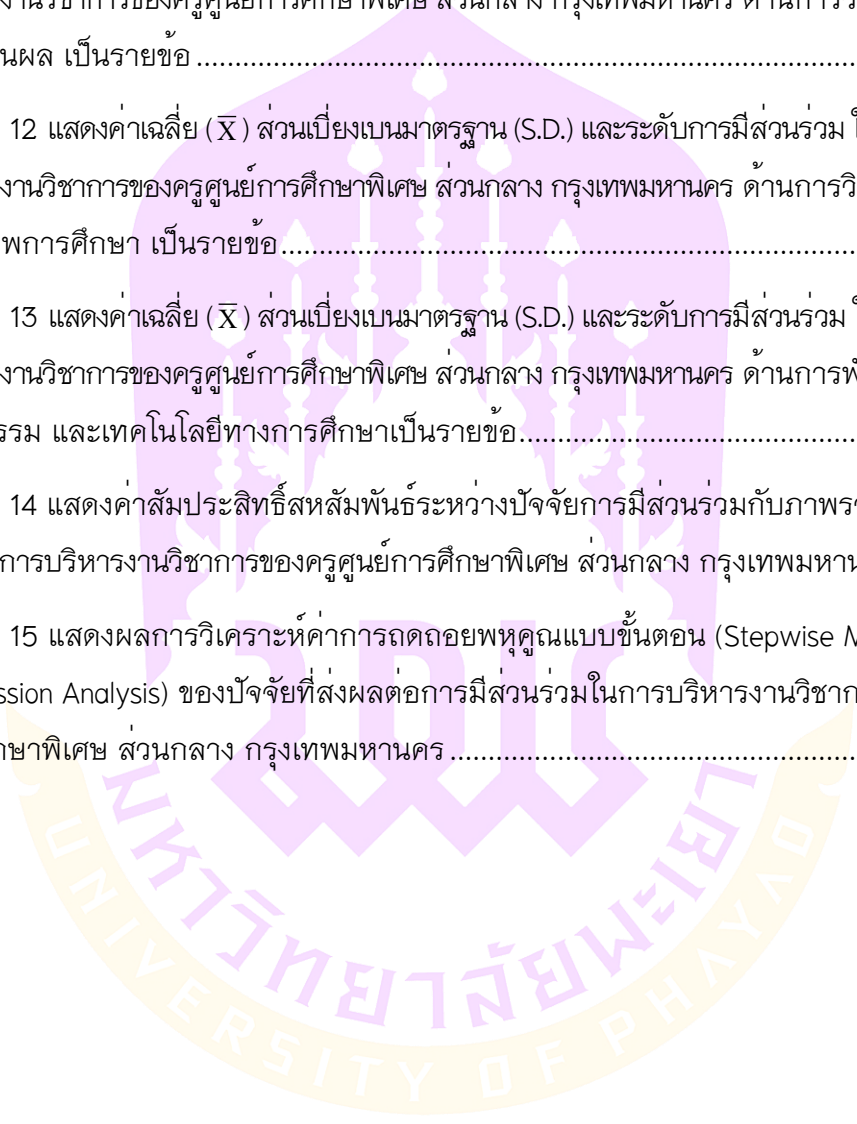 งานวิชาการของครูศูนย์การศึกษาพิเศษ ส่วนกลาง กรุงเทพมหานคร ด้านการ
นผล เป็นรายข้อ
12 แสดงค่าเฉลี่ย (X̅) ส่วนเบี่ยงเบนมาตรฐาน (S.D.) และระดับการมีส่วนร่วม ใ
งานวิชาการของครูศูนย์การศึกษาพิเศษ ส่วนกลาง กรุงเทพมหานคร ด้านการวิ
พการศึกษา เป็นรายข้อ
13 แสดงค่าเฉลี่ย (X̅) ส่วนเบี่ยงเบนมาตรฐาน (S.D.) และระดับการมีส่วนร่วม ใ
งานวิชาการของครูศูนย์การศึกษาพิเศษ ส่วนกลาง กรุงเทพมหานคร ด้านการพั
รรม และเทคโนโลยีทางการศึกษาเป็นรายข้อ
14 แสดงค่าสัมประสิทธิ์สหสัมพันธ์ระหว่างปัจจัยการมีส่วนร่วมกับภาพร
การบริหารงานวิชาการของครูศูนย์การศึกษาพิเศษ ส่วนกลาง กรุงเทพมหาน
15 แสดงผลการวิเคราะห์ค่าการถดถอยพหุคูณแบบขั้นตอน (Stepwise M
ssion Analysis) ของปัจจัยที่ส่งผลต่อการมีส่วนร่วมในการบริหารงานวิชาก
กษาพิเศษ ส่วนกลาง กรุงเทพมหานคร
มหาวิทยาลัยพะเยา
UNIVERSITY OF PHAYAO